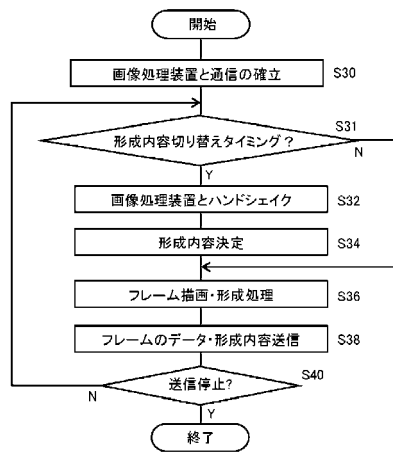 開始
画像処理装置と通信の確立 S30
S31
形成内容切り替えタイミング?
N
Y
画像処理装置とハンドシェイク S32
形成内容決定 S34
フレーム描画・形成処理 S36
フレームのデータ・形成内容送信 S38
S40
送信停止?
N
Y
終了